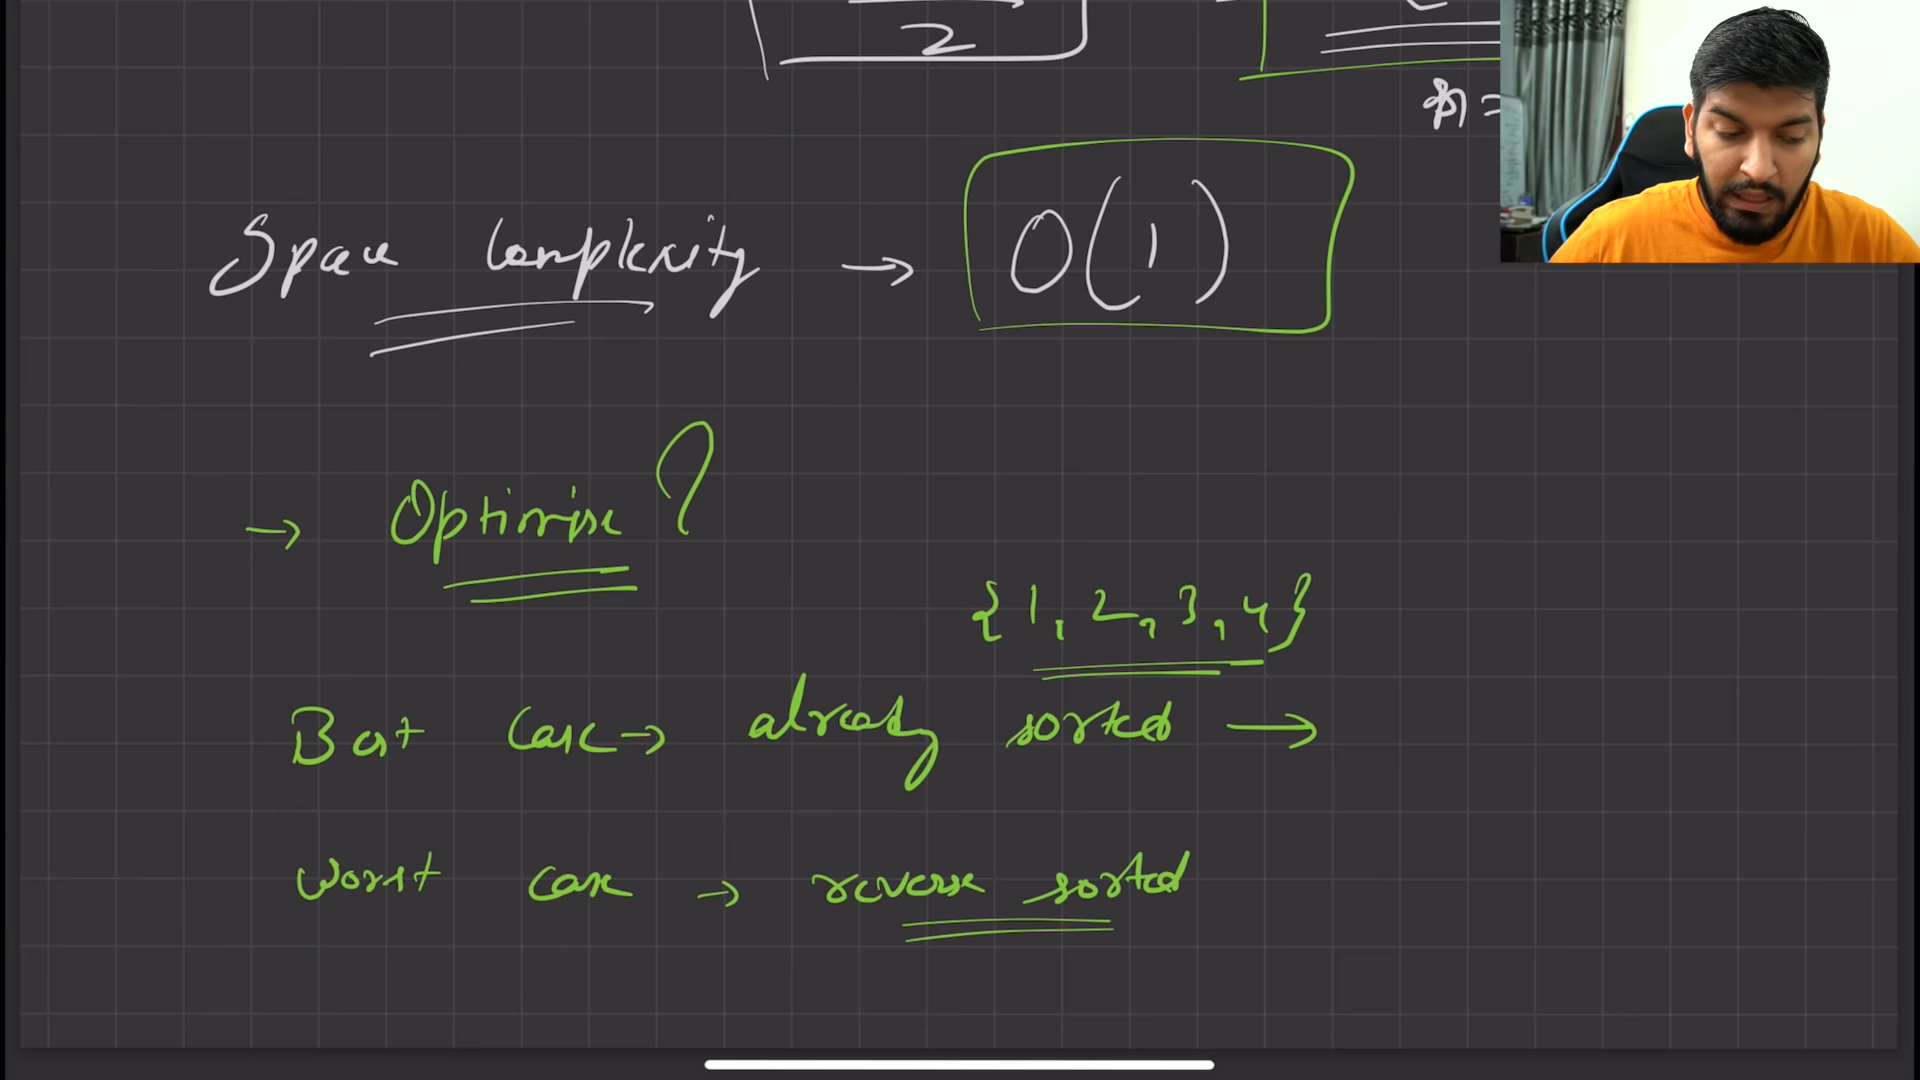 2
n =
Space Complexity → O(1)
→ Optimise ?
{1, 2, 3, 4}
Best Case → already sorted →
Worst case → reverse sorted